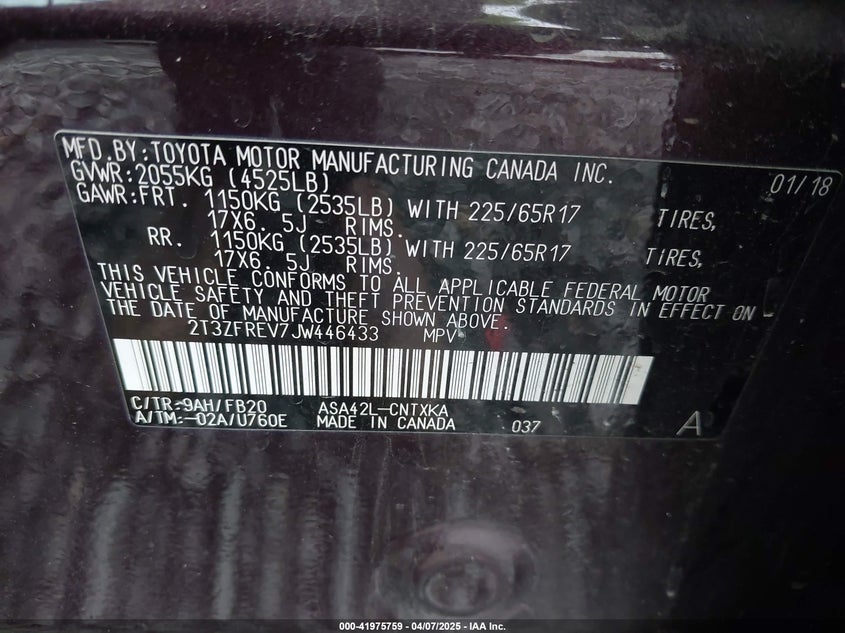 MFD.BY:TOYOTA MOTOR MANUFACTURING CANADA INC. 01/18
GVWR:2055KG (4525LB)
GAWR:FRT. 1150KG (2535LB) WITH 225/65R17 TIRES,
17X6. 5J RIMS.
RR. 1150KG (2535LB) WITH 225/65R17 TIRES,
17X6. 5J RIMS.
THIS VEHICLE CONFORMS TO ALL APPLICABLE FEDERAL MOTOR
VEHICLE SAFETY AND THEFT PREVENTION STANDARDS IN EFFECT ON
THE DATE OF MANUFACTURE SHOWN ABOVE.
2T3ZFREV7JW446433 MPV
C/TR:9AH/FB20 ASA42L-CNTXKA
A/TM:-02A/U760E MADE IN CANADA 037 A
000-41975759 - 04/07/2025 - IAA Inc.